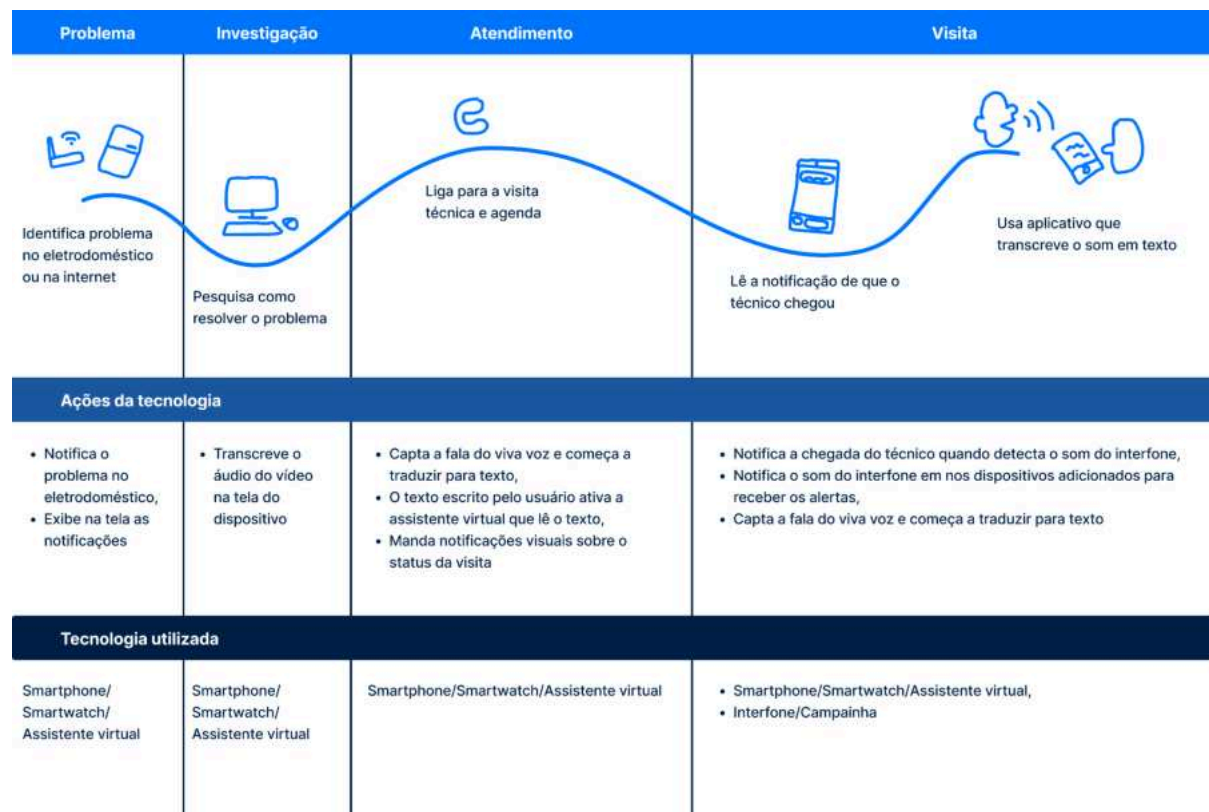 Problema
Investigação
Atendimento
Visita
Identifica problema
no eletrodoméstico
ou na internet
Pesquisa como
resolver o problema
Liga para a visita
técnica e agenda
Lê a notificação de que o
técnico chegou
Usa aplicativo que
transcreve o som em texto
Ações da tecnologia
• Notifica o
problema no
eletrodoméstico,
• Exibe na tela as
notificações
• Transcreve o
áudio do vídeo
na tela do
dispositivo
• Capta a fala do viva voz e começa a
traduzir para texto,
• O texto escrito pelo usuário ativa a
assistente virtual que lê o texto,
• Manda notificações visuais sobre o
status da visita
• Notifica a chegada do técnico quando detecta o som do interfone,
• Notifica o som do interfone em nos dispositivos adicionados para
receber os alertas,
• Capta a fala do viva voz e começa a traduzir para texto
Tecnologia utilizada
Smartphone/
Smartwatch/
Assistente virtual
Smartphone/
Smartwatch/
Assistente virtual
Smartphone/Smartwatch/Assistente virtual
• Smartphone/Smartwatch/Assistente virtual,
• Interfone/Campainha